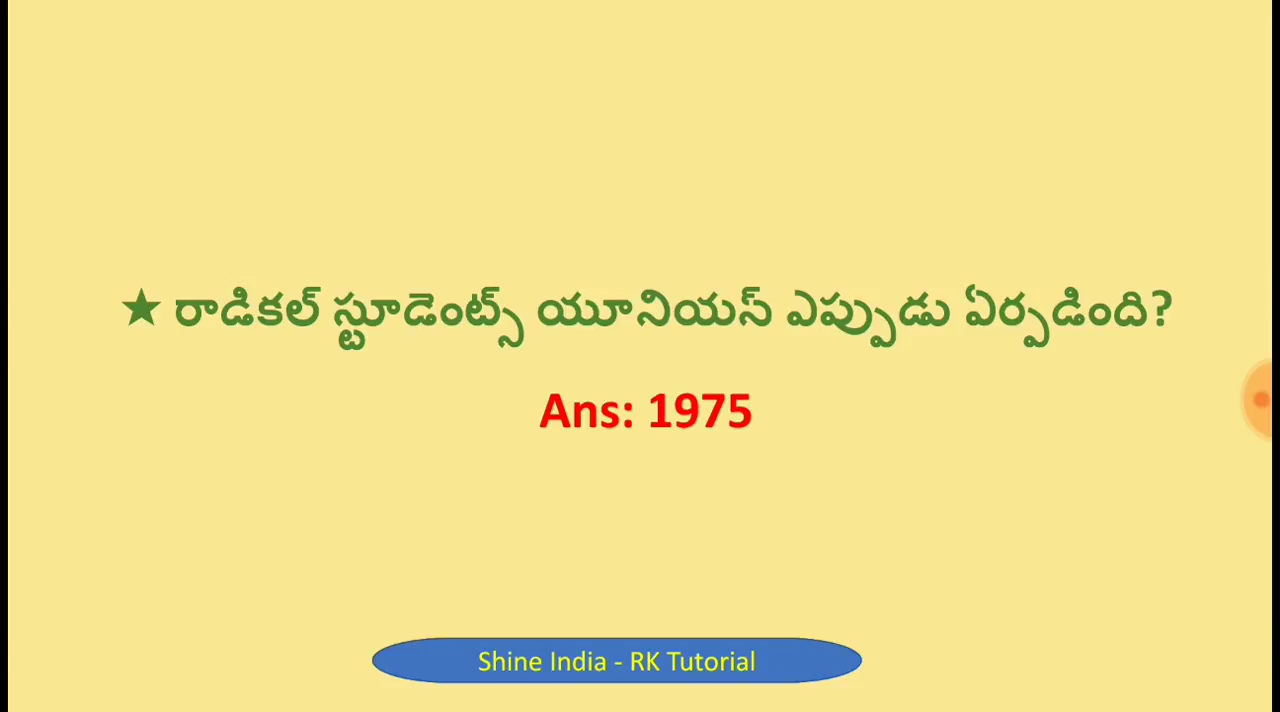 ★ రాడికల్ స్టూడెంట్స్ యూనియస్ ఎప్పుడు ఏర్పడింది?
Ans: 1975
Shine India - RK Tutorial